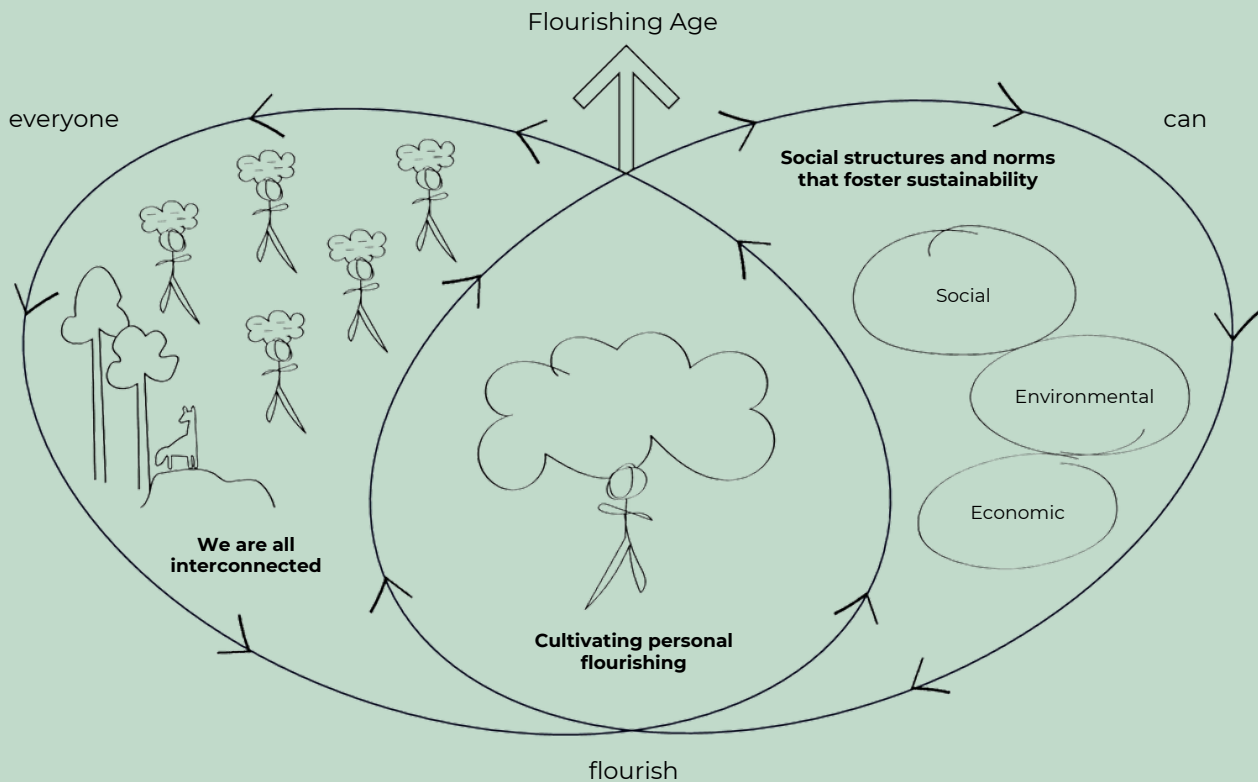 Flourishing Age
everyone
can
Social structures and norms
that foster sustainability
Social
Environmental
Economic
We are all
interconnected
Cultivating personal
flourishing
flourish